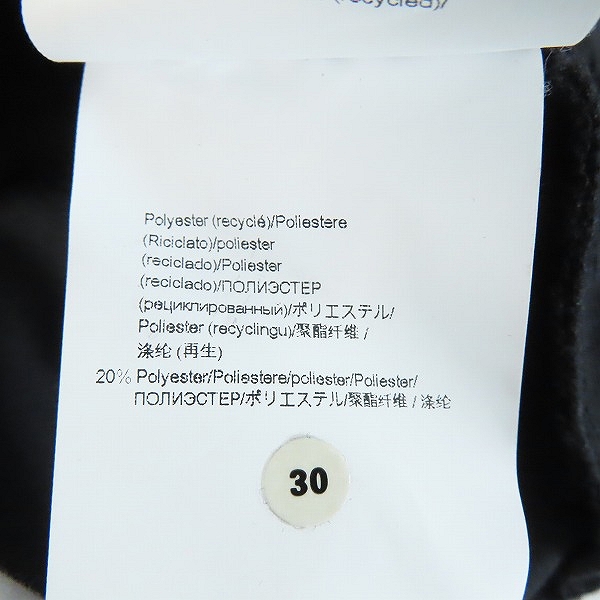 (recycled)/
Polyester (recyclé)/Poliestere
(Riciclato)/poliester
(reciclado)/Poliester
(reciclado)/ПОЛИЭСТЕР
(рециклированный)/ポリエステル/
Poliester (recyclingu)/聚酯纤维 /
涤纶 (再生)
20% Polyester/Poliestere/poliester/Poliester/
ПОЛИЭСТЕР/ポリエステル/聚酯纤维 / 涤纶
30